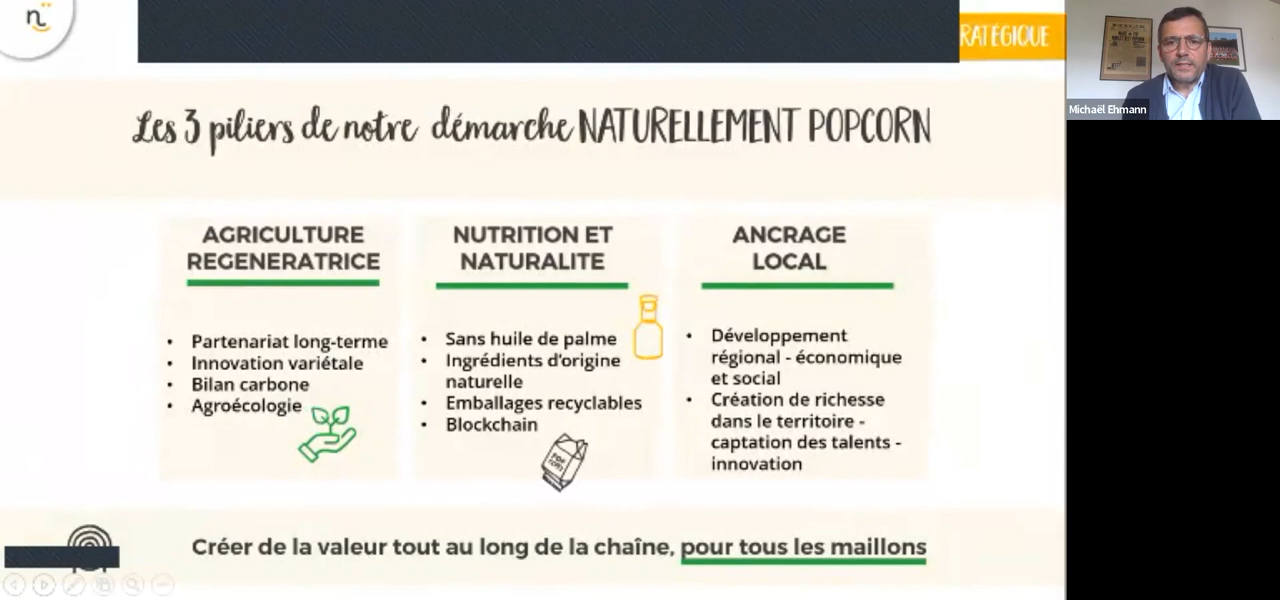 n
RATÉGIQUE
Michaël Ehmann
Les 3 piliers de notre démarche NATURELLEMENT POPCORN
AGRICULTURE
REGENERATRICE
• Partenariat long-terme
• Innovation variétale
• Bilan carbone
• Agroécologie
NUTRITION ET
NATURALITE
• Sans huile de palme
• Ingrédients d'origine
naturelle
• Emballages recyclables
• Blockchain
POP
CORN
ANCRAGE
LOCAL
• Développement
régional - économique
et social
• Création de richesse
dans le territoire -
captation des talents -
innovation
Créer de la valeur tout au long de la chaîne, pour tous les maillons